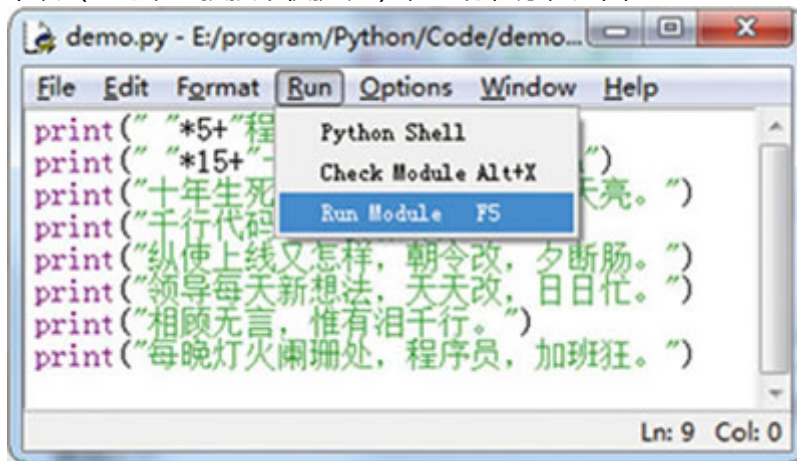 demo.py - E:/program/Python/Code/demo...
File Edit Format Run Options Window Help
print(" "*5+"程
print(" "*15+" ")
print("十年生死 天亮。")
print("千行代码
print("纵使上线又怎样，朝令改，夕断肠。")
print("领导每天新想法，天天改，日日忙。")
print("相顾无言，惟有泪千行。")
print("每晚灯火阑珊处，程序员，加班狂。")
Python Shell
Check Module Alt+X
Run Module F5
Ln: 9 Col: 0